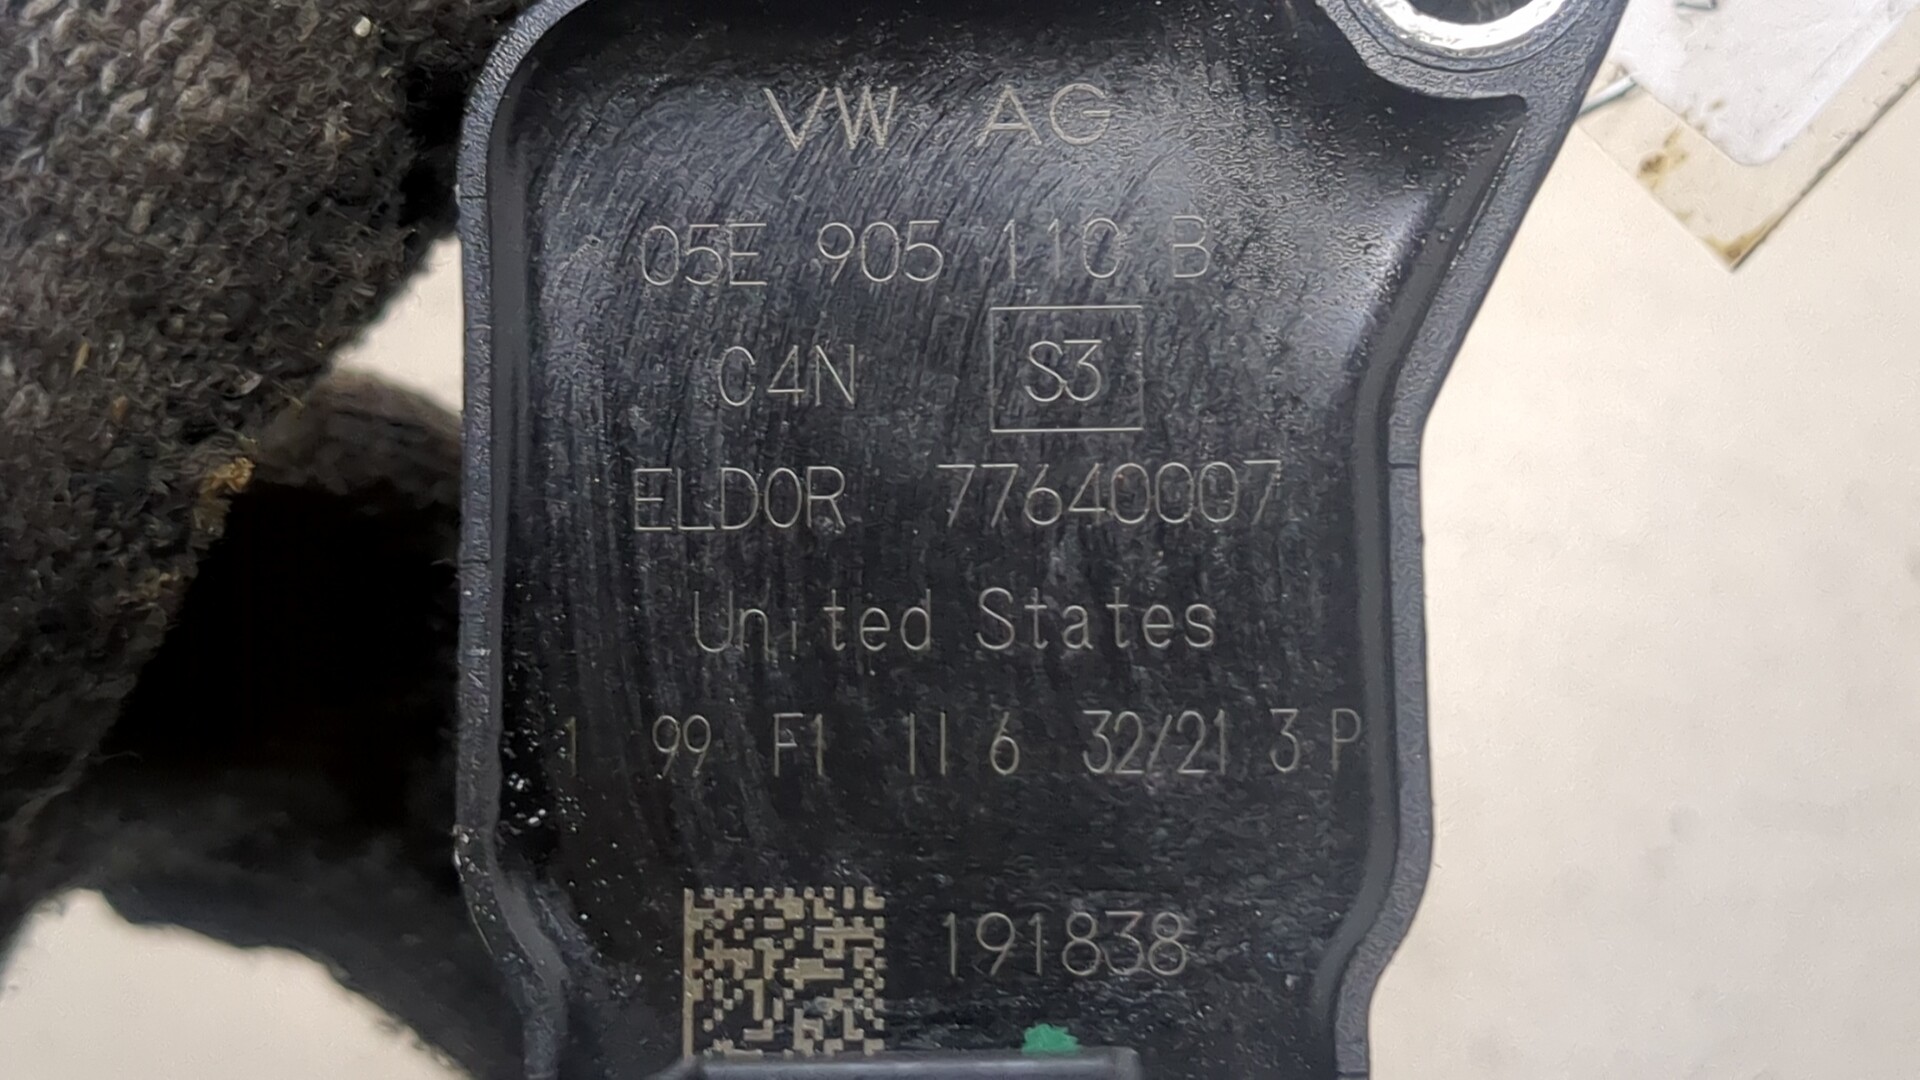 VW AG
05E 905 110 B
C4N S3
ELDOR 77640007
United States
1 99 F1 11 6 32/21 3 P
191838